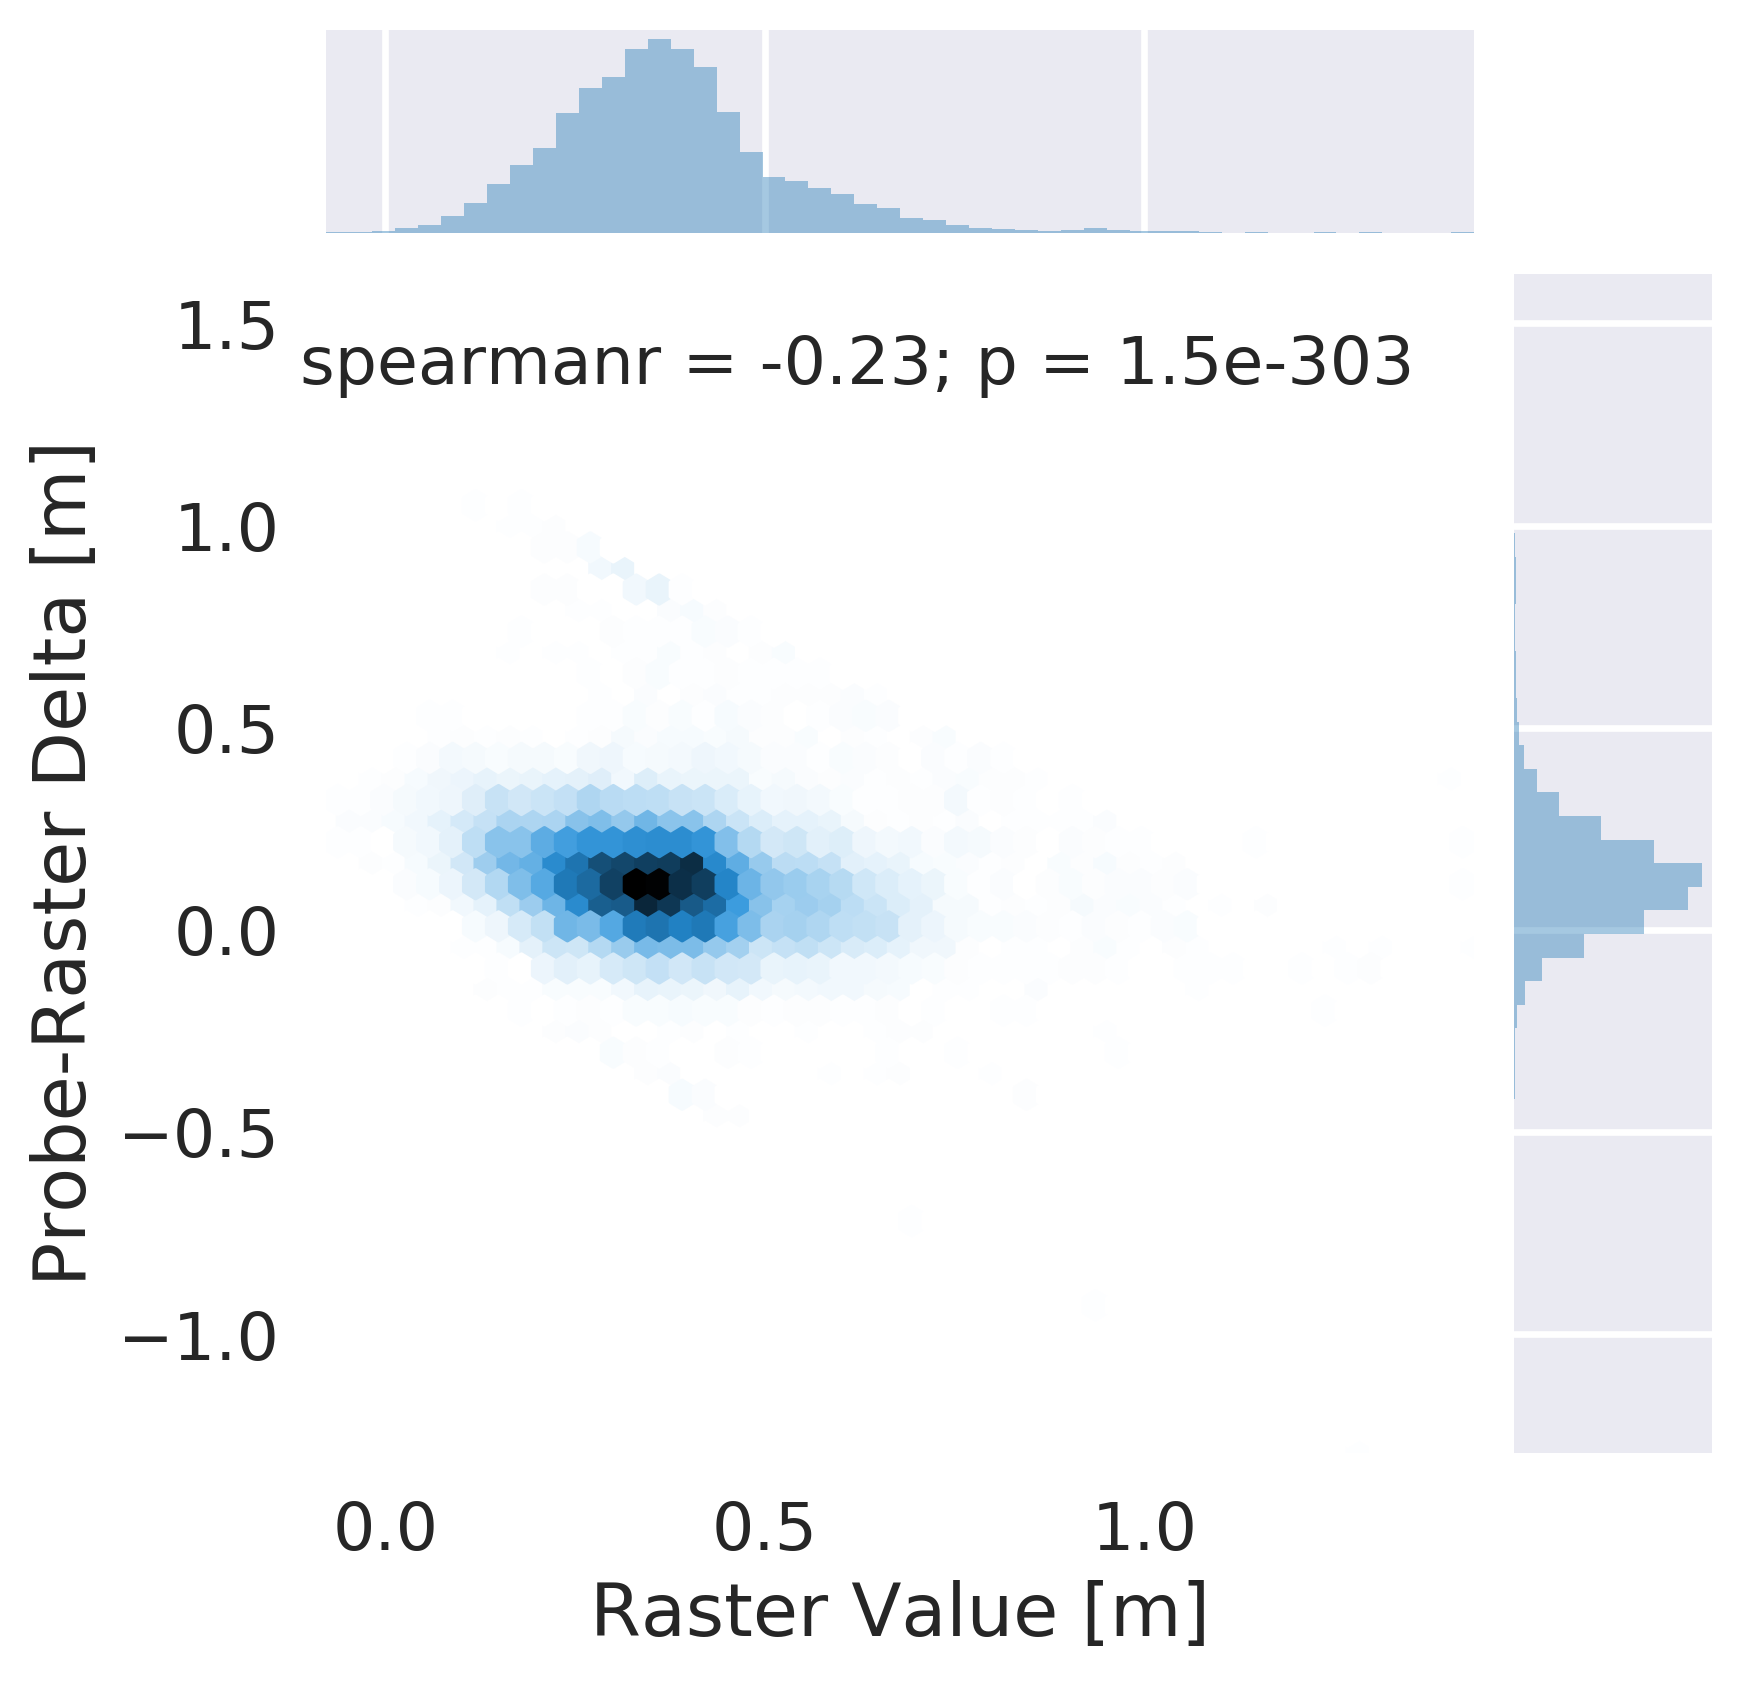 1.5
spearmanr = -0.23; p = 1.5e-303
1.0
0.5
0.0
−0.5
−1.0
Probe-Raster Delta [m]
0.0 0.5 1.0
Raster Value [m]